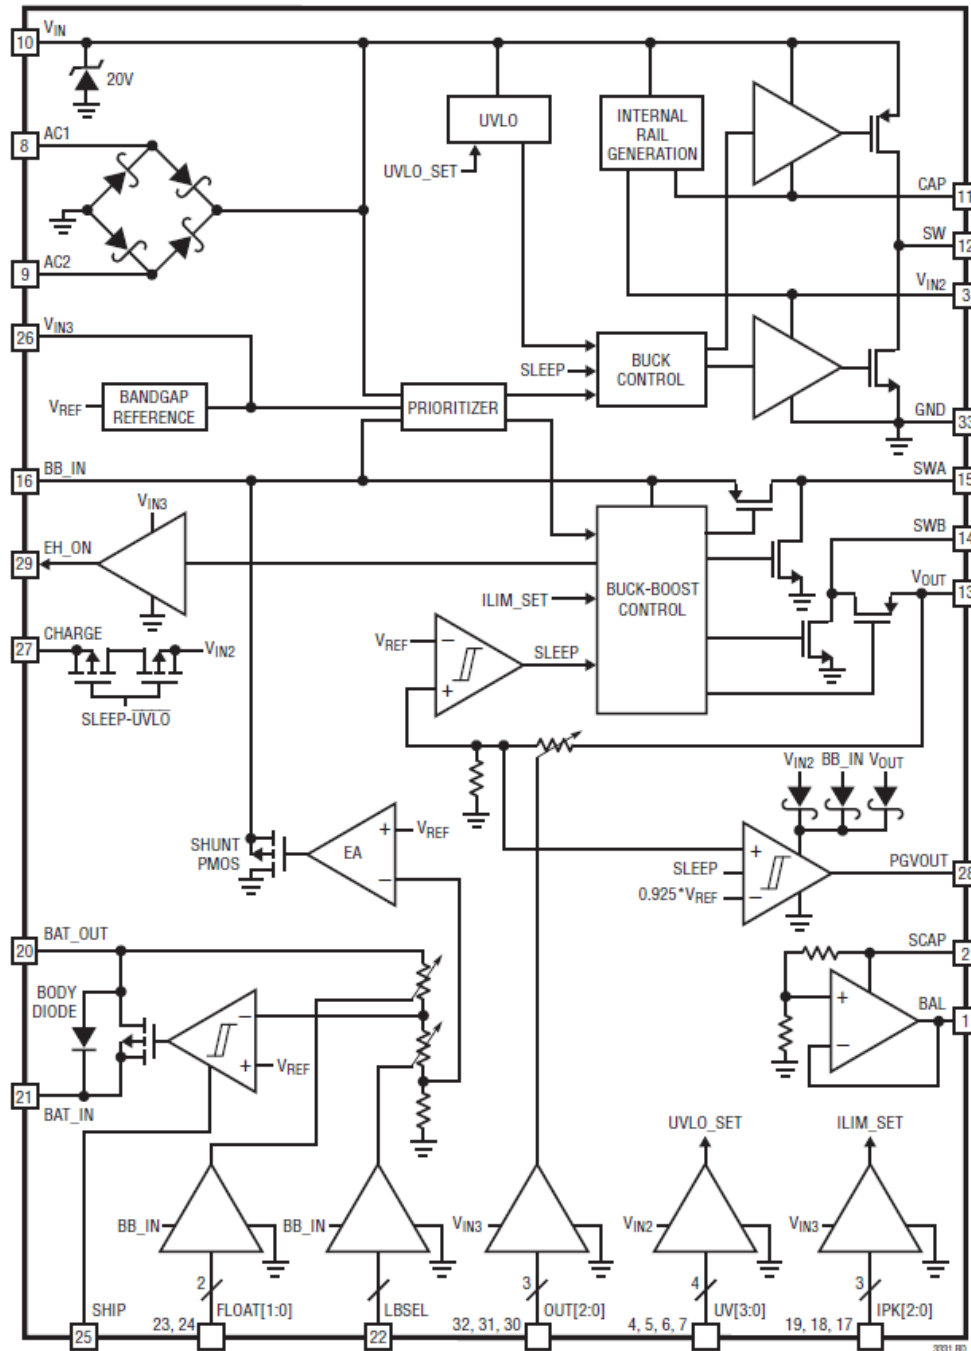 VIN
10
20V
UVLO
UVLO_SET
INTERNAL
RAIL
GENERATION
AC1
8
CAP
11
SW
12
AC2
9
VIN2
3
VIN3
26
BUCK
CONTROL
SLEEP
VREF
BANDGAP
REFERENCE
PRIORITIZER
GND
33
BB_IN
16
SWA
15
VIN3
EH_ON
29
SWB
14
BUCK-BOOST
CONTROL
VOUT
13
ILIM_SET
CHARGE
27
VIN2
VREF
–
+
SLEEP
SLEEP-UVLO
VIN2 BB_IN VOUT
SHUNT
PMOS
EA
+
VREF
–
+
SLEEP
0.925*VREF
–
PGVOUT
28
BAT_OUT
20
SCAP
2
BODY
DIODE
–
+
VREF
+
–
BAL
1
21
BAT_IN
UVLO_SET
ILIM_SET
BB_IN
BB_IN
VIN3
VIN2
VIN3
2
3
4
3
SHIP
FLOAT[1:0]
LBSEL
OUT[2:0]
UV[3:0]
IPK[2:0]
25
23, 24
22
32, 31, 30
4, 5, 6, 7
19, 18, 17
3331 BD